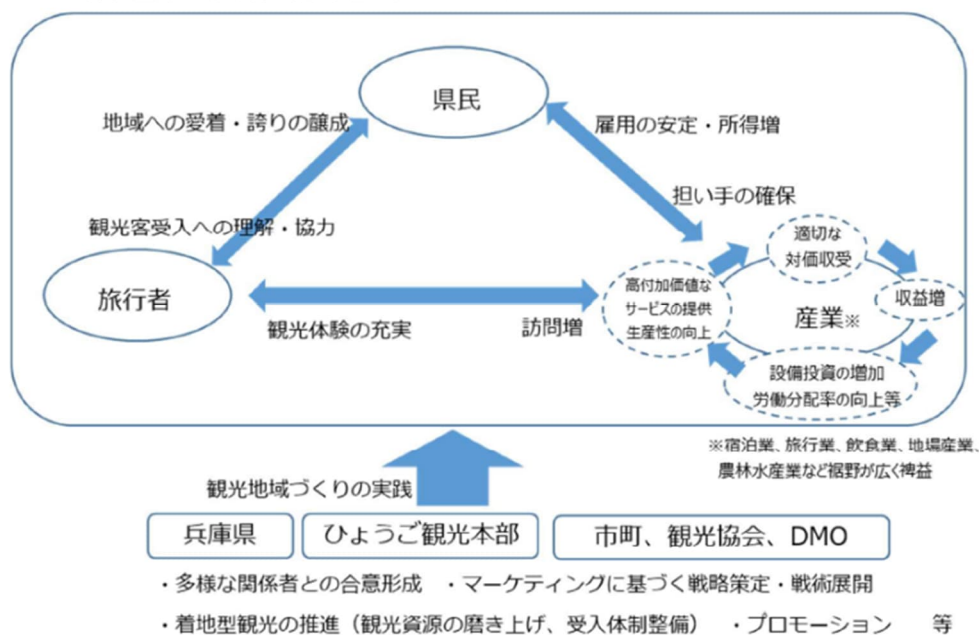 県民
地域への愛着・誇りの醸成
雇用の安定・所得増
担い手の確保
観光客受入への理解・協力
旅行者
観光体験の充実
訪問増
適切な
対価収受
高付加価値な
サービスの提供
生産性の向上
産業※
収益増
設備投資の増加
労働分配率の向上等
※宿泊業、旅行業、飲食業、地場産業、
農林水産業など裾野が広く裨益
観光地域づくりの実践
兵庫県
ひょうご観光本部
市町、観光協会、DMO
・多様な関係者との合意形成 ・マーケティングに基づく戦略策定・戦術展開
・着地型観光の推進（観光資源の磨き上げ、受入体制整備） ・プロモーション 等